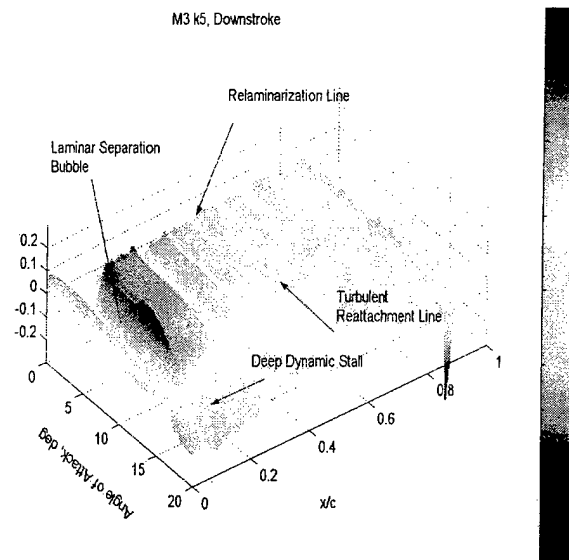 M3 k5, Downstroke
Relaminarization Line
Laminar Separation
Bubble
0.2
0.1
0
-0.1
-0.2
Turbulent
Reattachment Line
Deep Dynamic Stall
0
5
10
15
20
Angle of Attack, deg
0
0.2
0.4
0.6
0.8
1
x/c